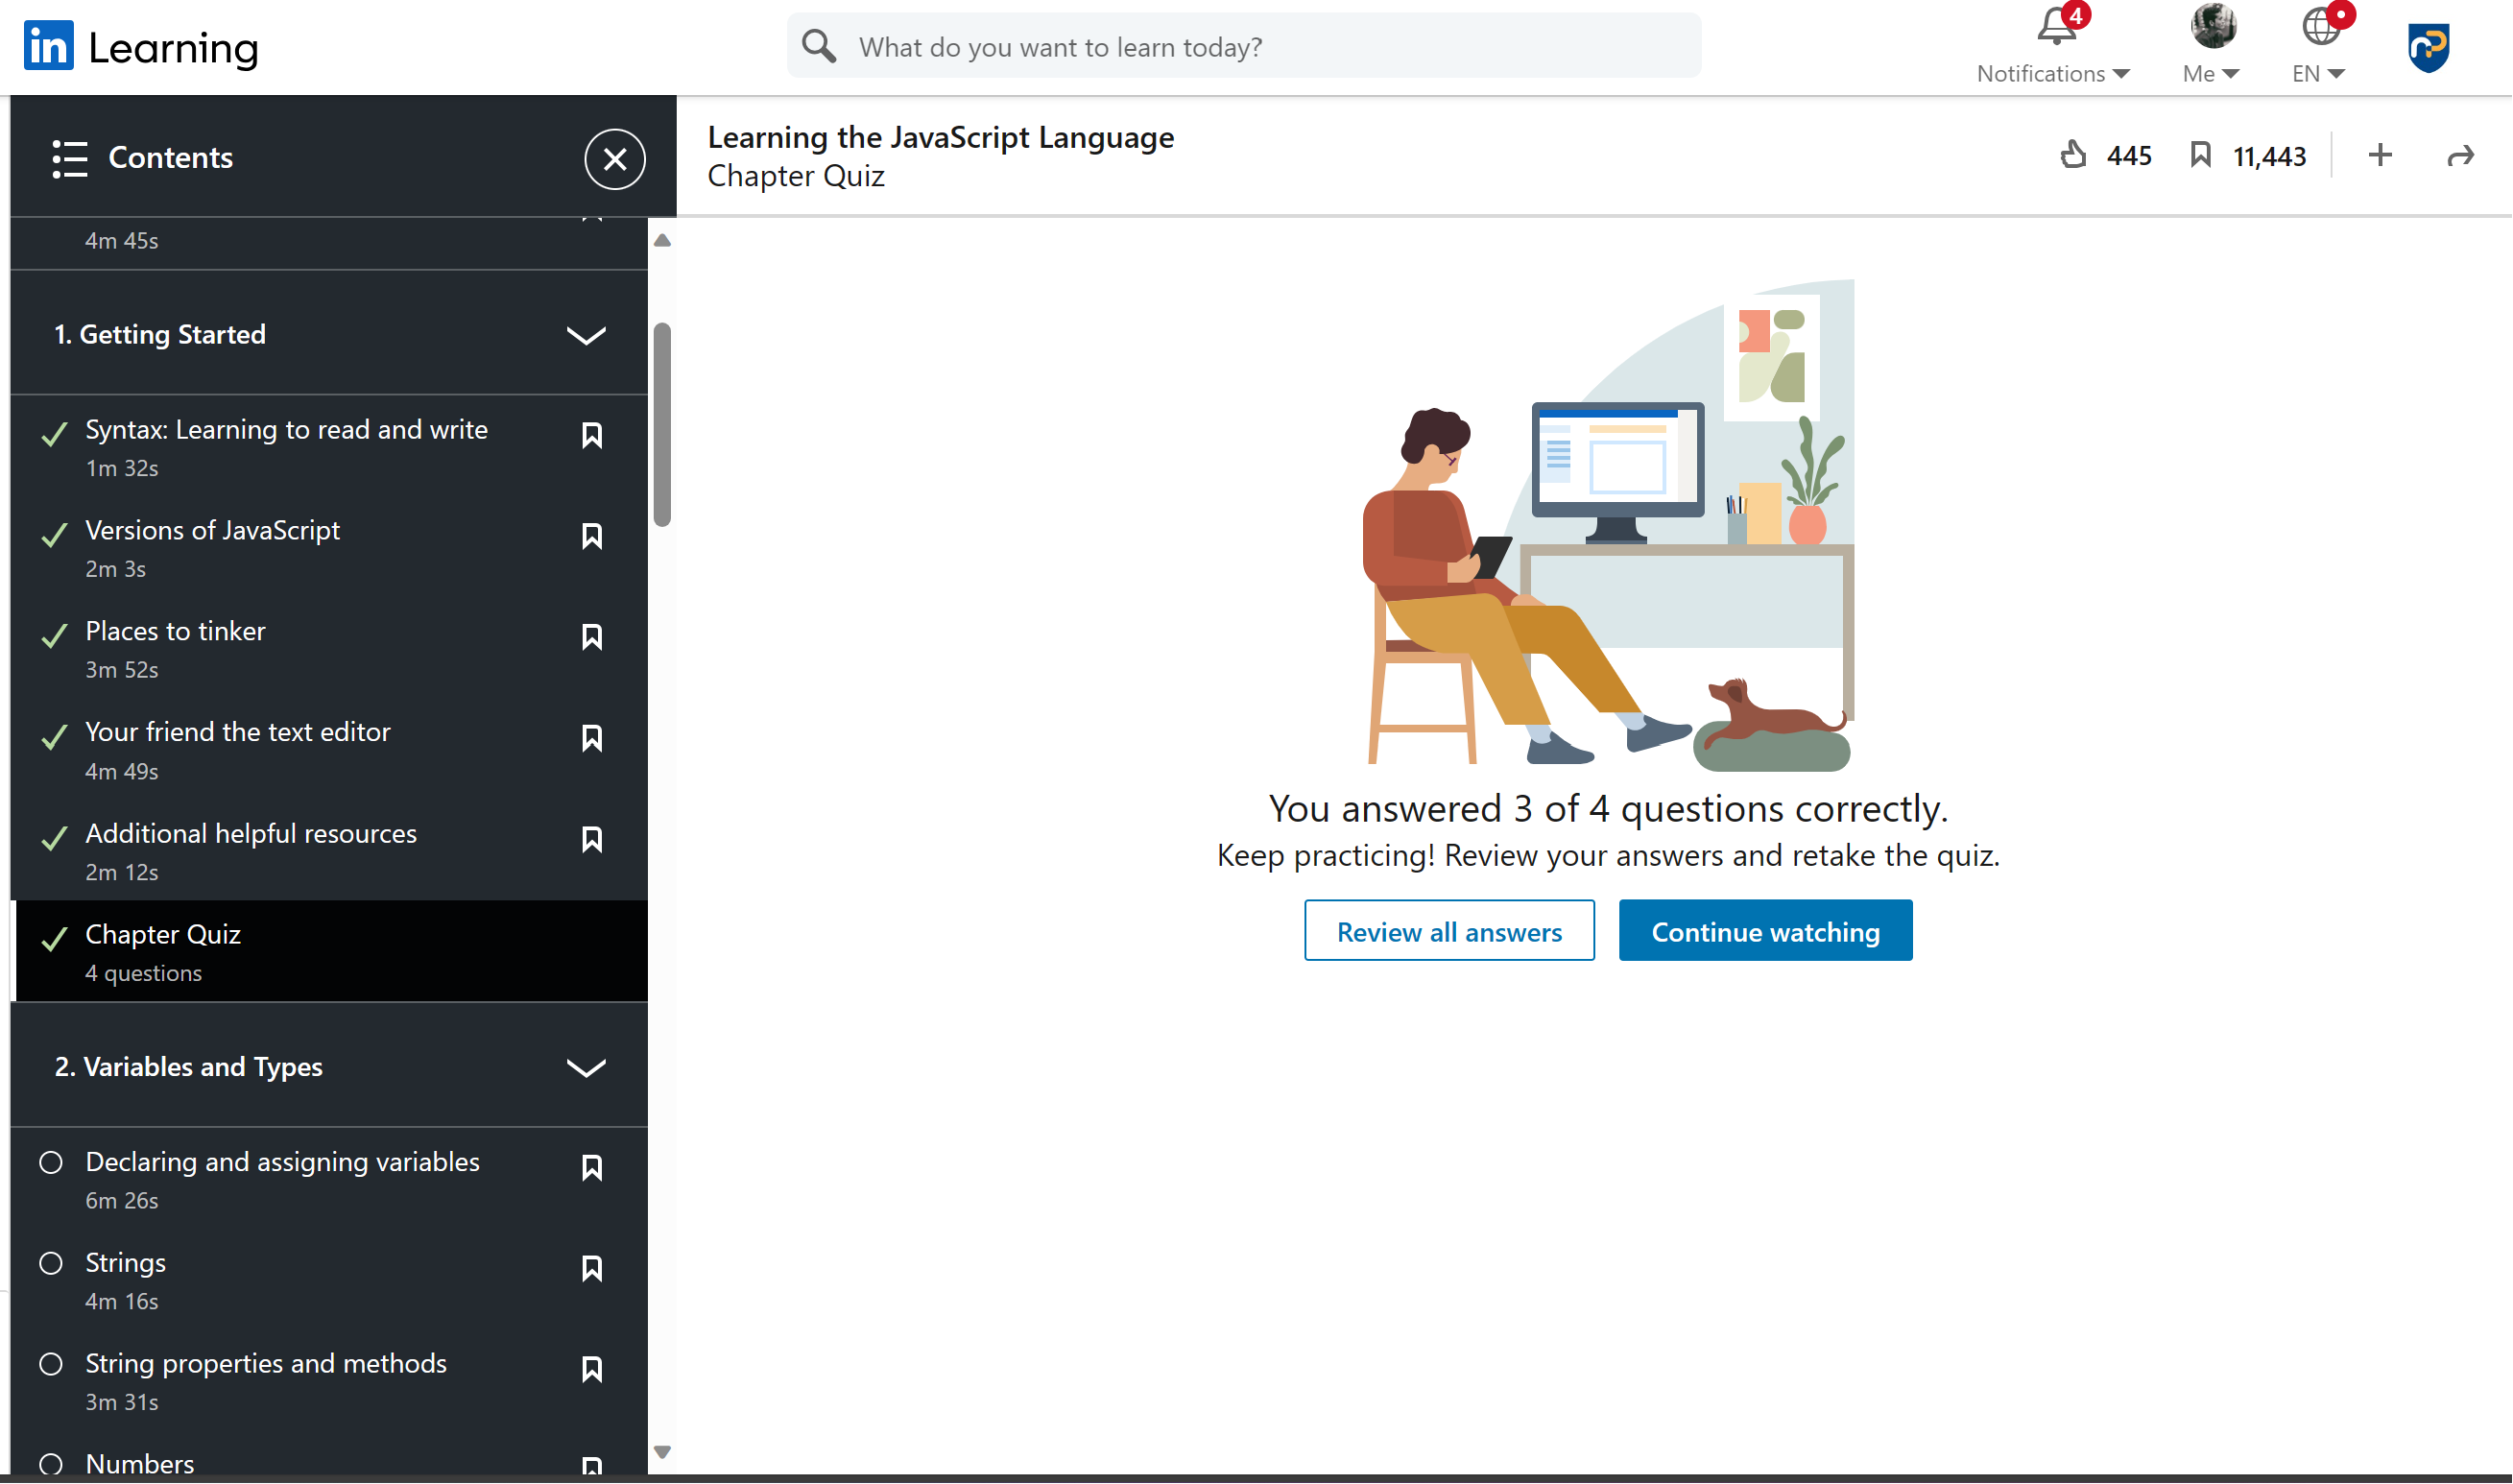 in Learning
What do you want to learn today?
4
Notifications
Me
EN
Contents
Learning the JavaScript Language
Chapter Quiz
445
11,443
4m 45s
1. Getting Started
Syntax: Learning to read and write
1m 32s
Versions of JavaScript
2m 3s
Places to tinker
3m 52s
Your friend the text editor
4m 49s
Additional helpful resources
2m 12s
Chapter Quiz
4 questions
2. Variables and Types
Declaring and assigning variables
6m 26s
Strings
4m 16s
String properties and methods
3m 31s
Numbers
You answered 3 of 4 questions correctly.
Keep practicing! Review your answers and retake the quiz.
Review all answers
Continue watching